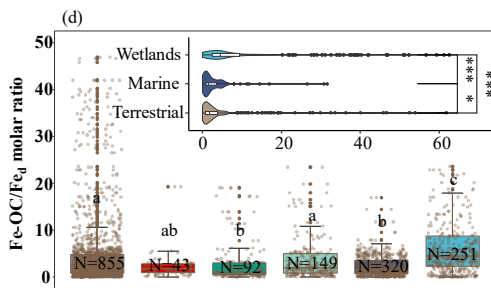 (d)
Fe-OC/Fe_d molar ratio
50
40
30
20
10
0
Wetlands
Marine
Terrestrial
0 20 40 60
***
*
***
a ab b a b c
N=855 N=43 N=92 N=149 N=320 N=251